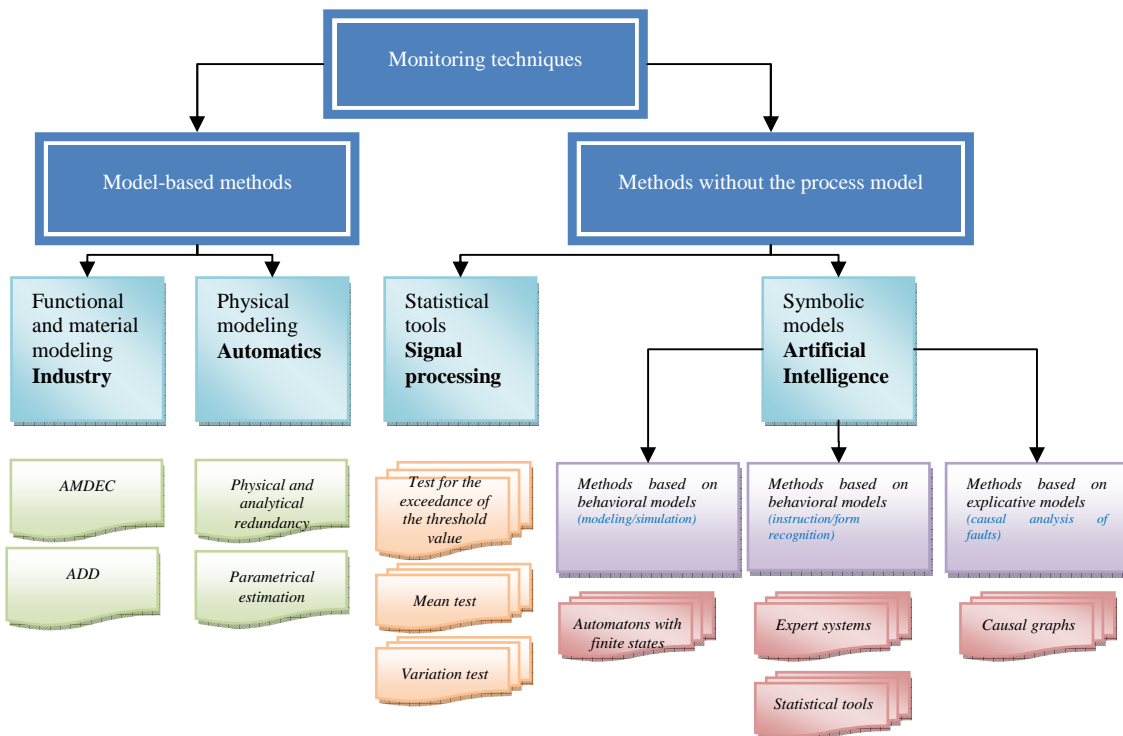 Monitoring techniques
Model-based methods
Methods without the process model
Functional
and material
modeling
Industry
Physical
modeling
Automatics
Statistical
tools
Signal
processing
Symbolic
models
Artificial
Intelligence
AMDEC
ADD
Physical and
analytical
redundancy
Parametrical
estimation
Test for the
exceedance of
the threshold
value
Mean test
Variation test
Methods based on
behavioral models
(modeling/simulation)
Automatons with
finite states
Methods based on
behavioral models
(instruction/form
recognition)
Expert systems
Statistical tools
Methods based on
explicative models
(causal analysis of
faults)
Causal graphs